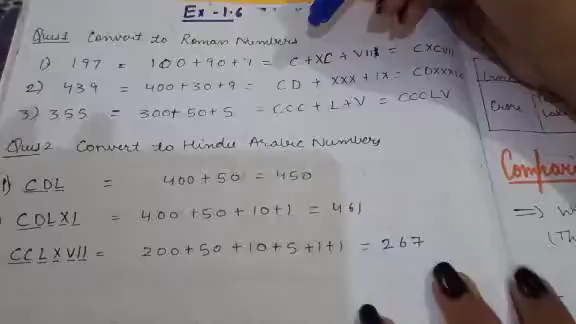 Ex-1.6
Ques 1 Convert to Roman Numbers
1) 197 = 100+90+7 = C+XC+VII = CXCVII
2) 439 = 400+30+9 = CD + XXX + IX = CDXXXIX
3) 355 = 300+50+5 = CCC + L+V = CCCLV
Ques 2 Convert to Hindu Arabic Numbers
1) CDL = 400+50 = 450
CDLXI = 400+50+10+1 = 461
CCLXVII = 200+50+10+5+1+1 = 267
Crore